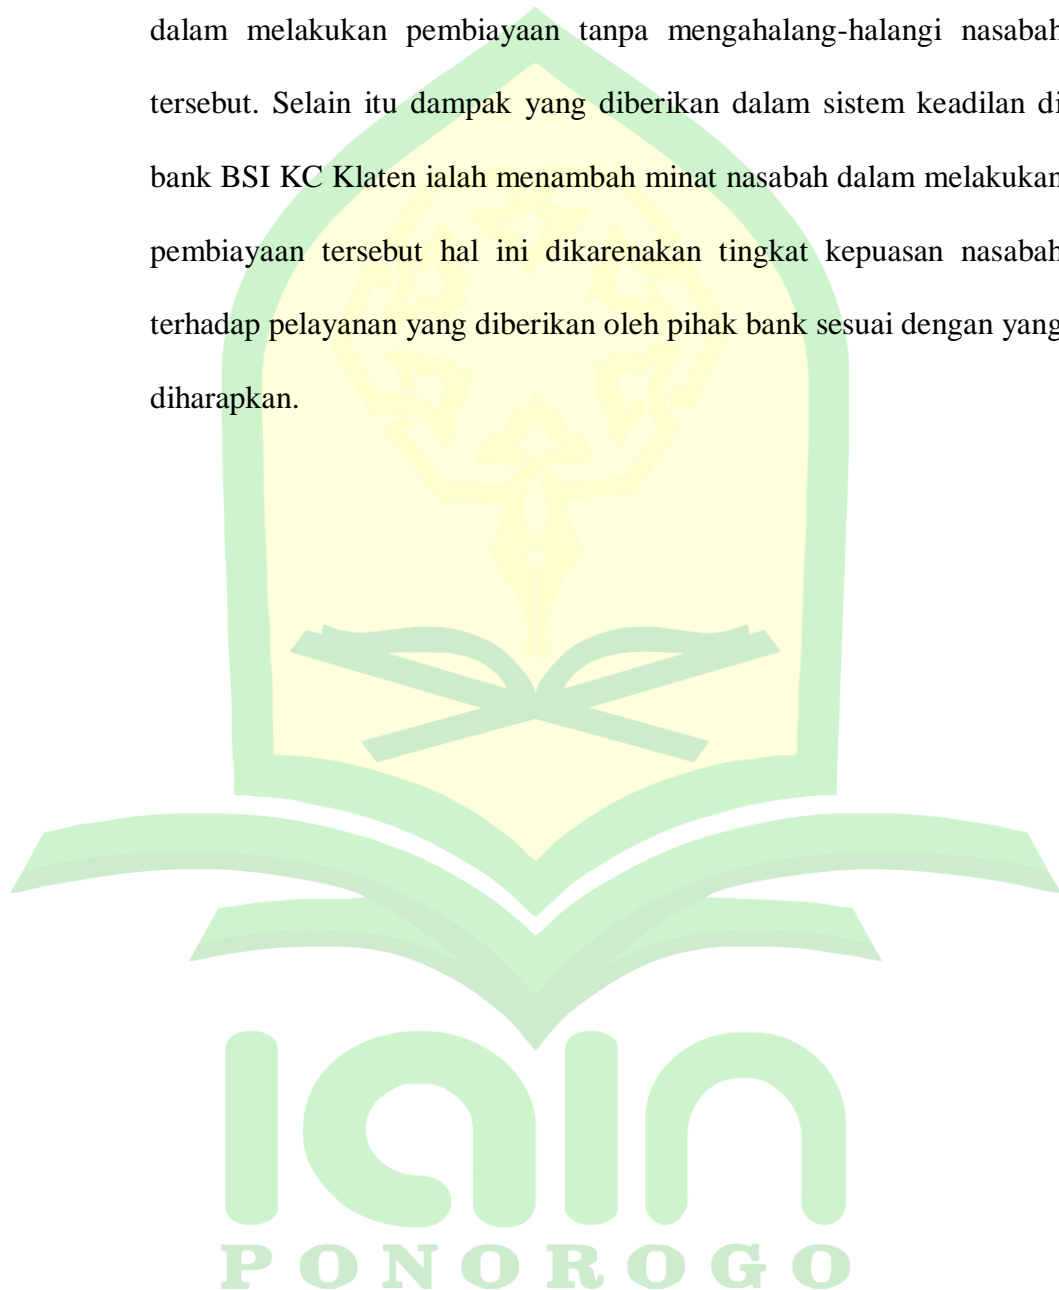 dalam melakukan pembiayaan tanpa mengahalang-halangi nasabah
tersebut. Selain itu dampak yang diberikan dalam sistem keadilan di
bank BSI KC Klaten ialah menambah minat nasabah dalam melakukan
pembiayaan tersebut hal ini dikarenakan tingkat kepuasan nasabah
terhadap pelayanan yang diberikan oleh pihak bank sesuai dengan yang
diharapkan.
iain
PONOROGO